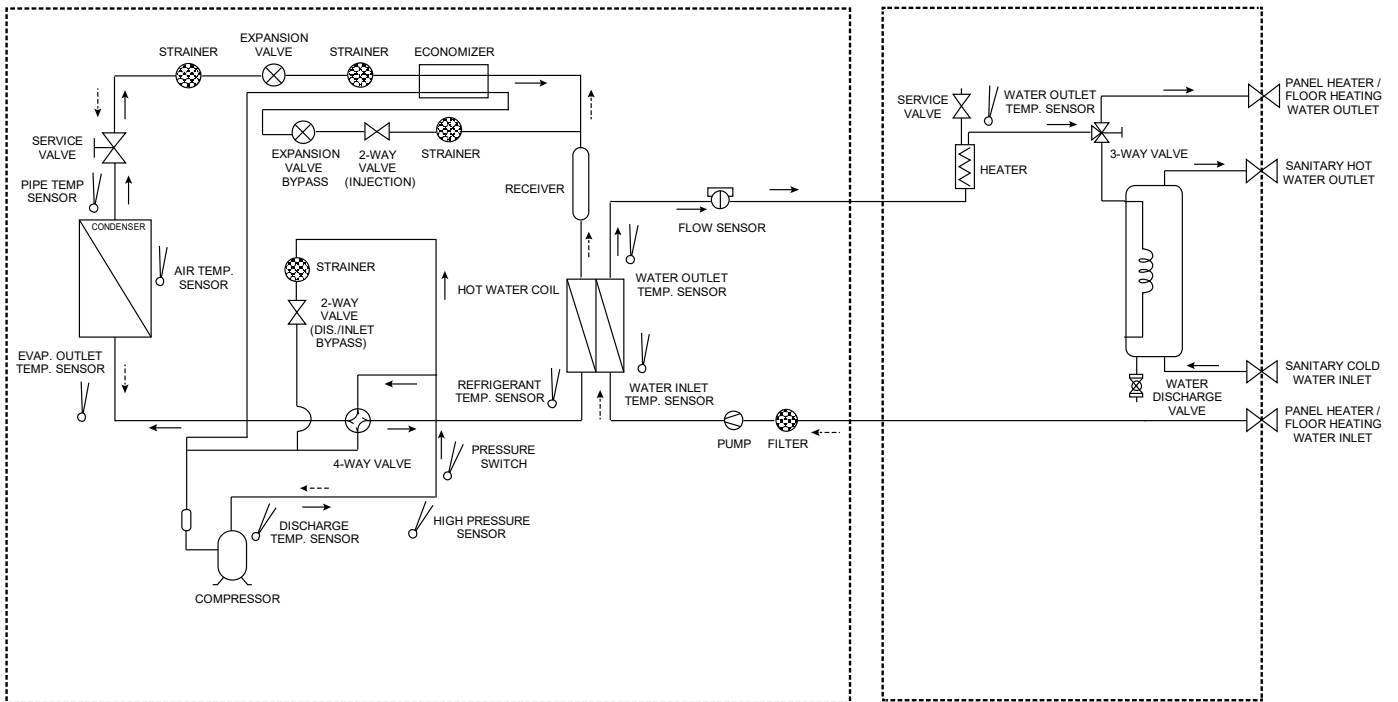 STRAINER
EXPANSION
VALVE
STRAINER
ECONOMIZER
SERVICE
VALVE
EXPANSION
VALVE
BYPASS
2-WAY
VALVE
(INJECTION)
STRAINER
PIPE TEMP
SENSOR
RECEIVER
CONDENSER
AIR TEMP.
SENSOR
STRAINER
2-WAY
VALVE
(DIS./INLET
BYPASS)
HOT WATER COIL
FLOW SENSOR
WATER OUTLET
TEMP. SENSOR
EVAP. OUTLET
TEMP. SENSOR
REFRIGERANT
TEMP. SENSOR
WATER INLET
TEMP. SENSOR
4-WAY VALVE
PRESSURE
SWITCH
PUMP
FILTER
DISCHARGE
TEMP. SENSOR
HIGH PRESSURE
SENSOR
COMPRESSOR
SERVICE
VALVE
WATER OUTLET
TEMP. SENSOR
HEATER
3-WAY VALVE
PANEL HEATER /
FLOOR HEATING
WATER OUTLET
SANITARY HOT
WATER OUTLET
WATER
DISCHARGE
VALVE
SANITARY COLD
WATER INLET
PANEL HEATER /
FLOOR HEATING
WATER INLET